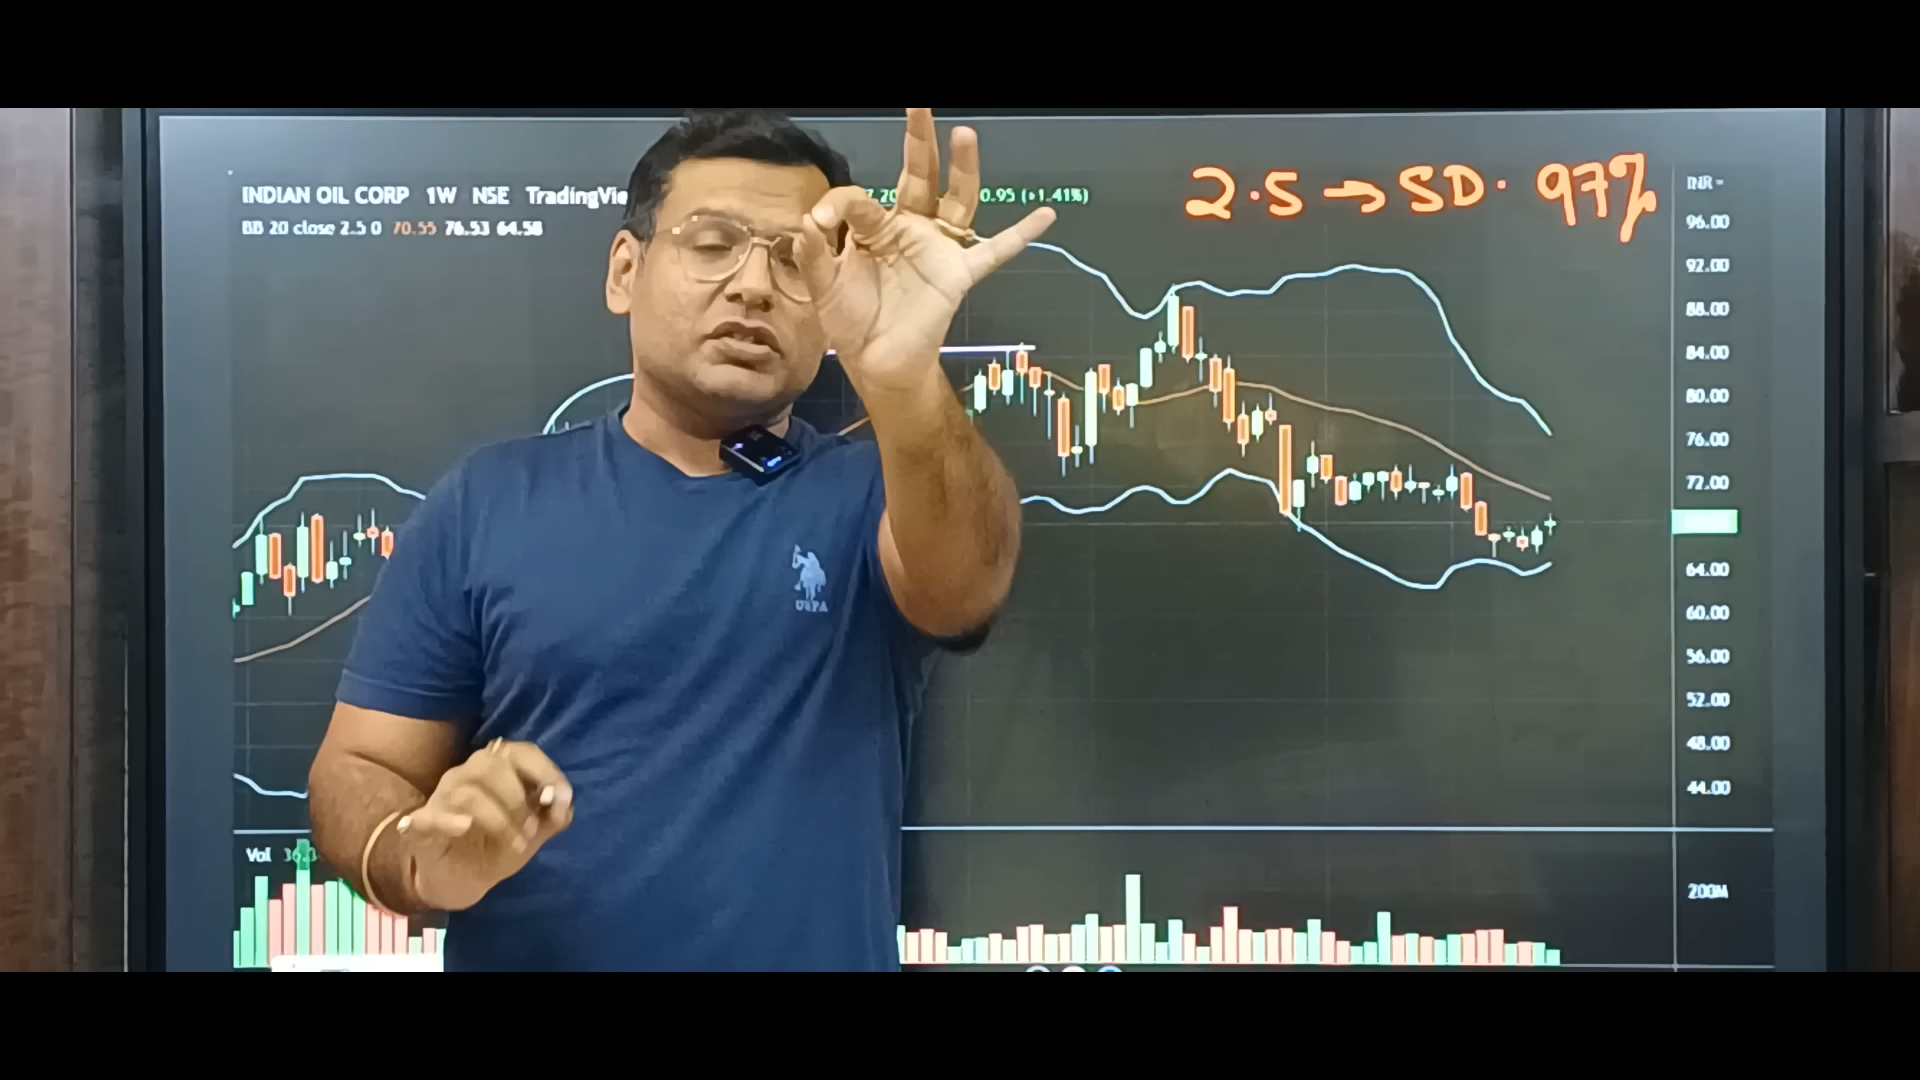 INDIAN OIL CORP 1W NSE TradingVie
0.95 (+1.41%)
BB 20 close 2.5 0 70.55 76.53 64.58
2.5 → SD. 97%
INR
96.00
92.00
88.00
84.00
80.00
76.00
72.00
64.00
60.00
56.00
52.00
48.00
44.00
USPA
Vol
200M